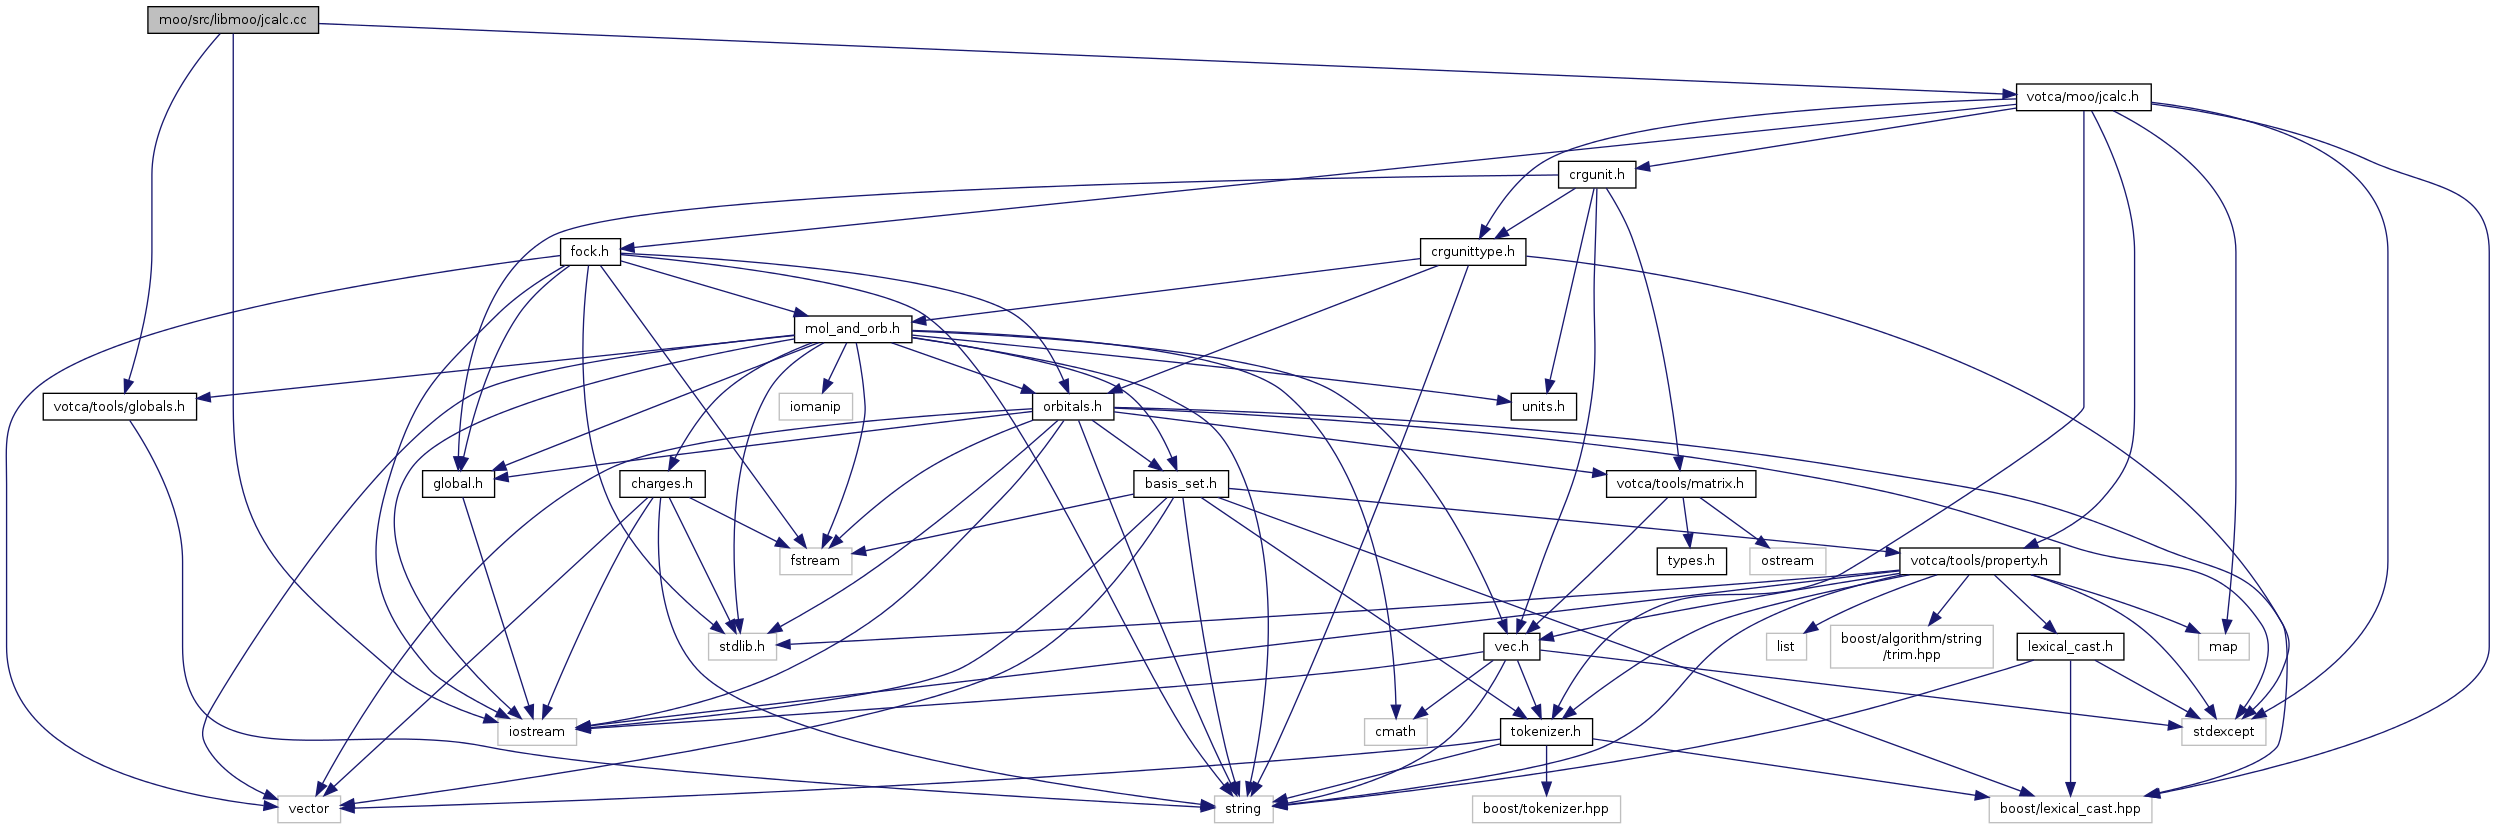 moo/src/libmoo/jcalc.cc
votca/moo/jcalc.h
crgunit.h
fock.h
crgunittype.h
mol_and_orb.h
votca/tools/globals.h
iomanip
orbitals.h
units.h
global.h
charges.h
basis_set.h
votca/tools/matrix.h
fstream
types.h
ostream
votca/tools/property.h
stdlib.h
vec.h
list
boost/algorithm/string
/trim.hpp
lexical_cast.h
map
iostream
cmath
tokenizer.h
stdexcept
vector
string
boost/tokenizer.hpp
boost/lexical_cast.hpp